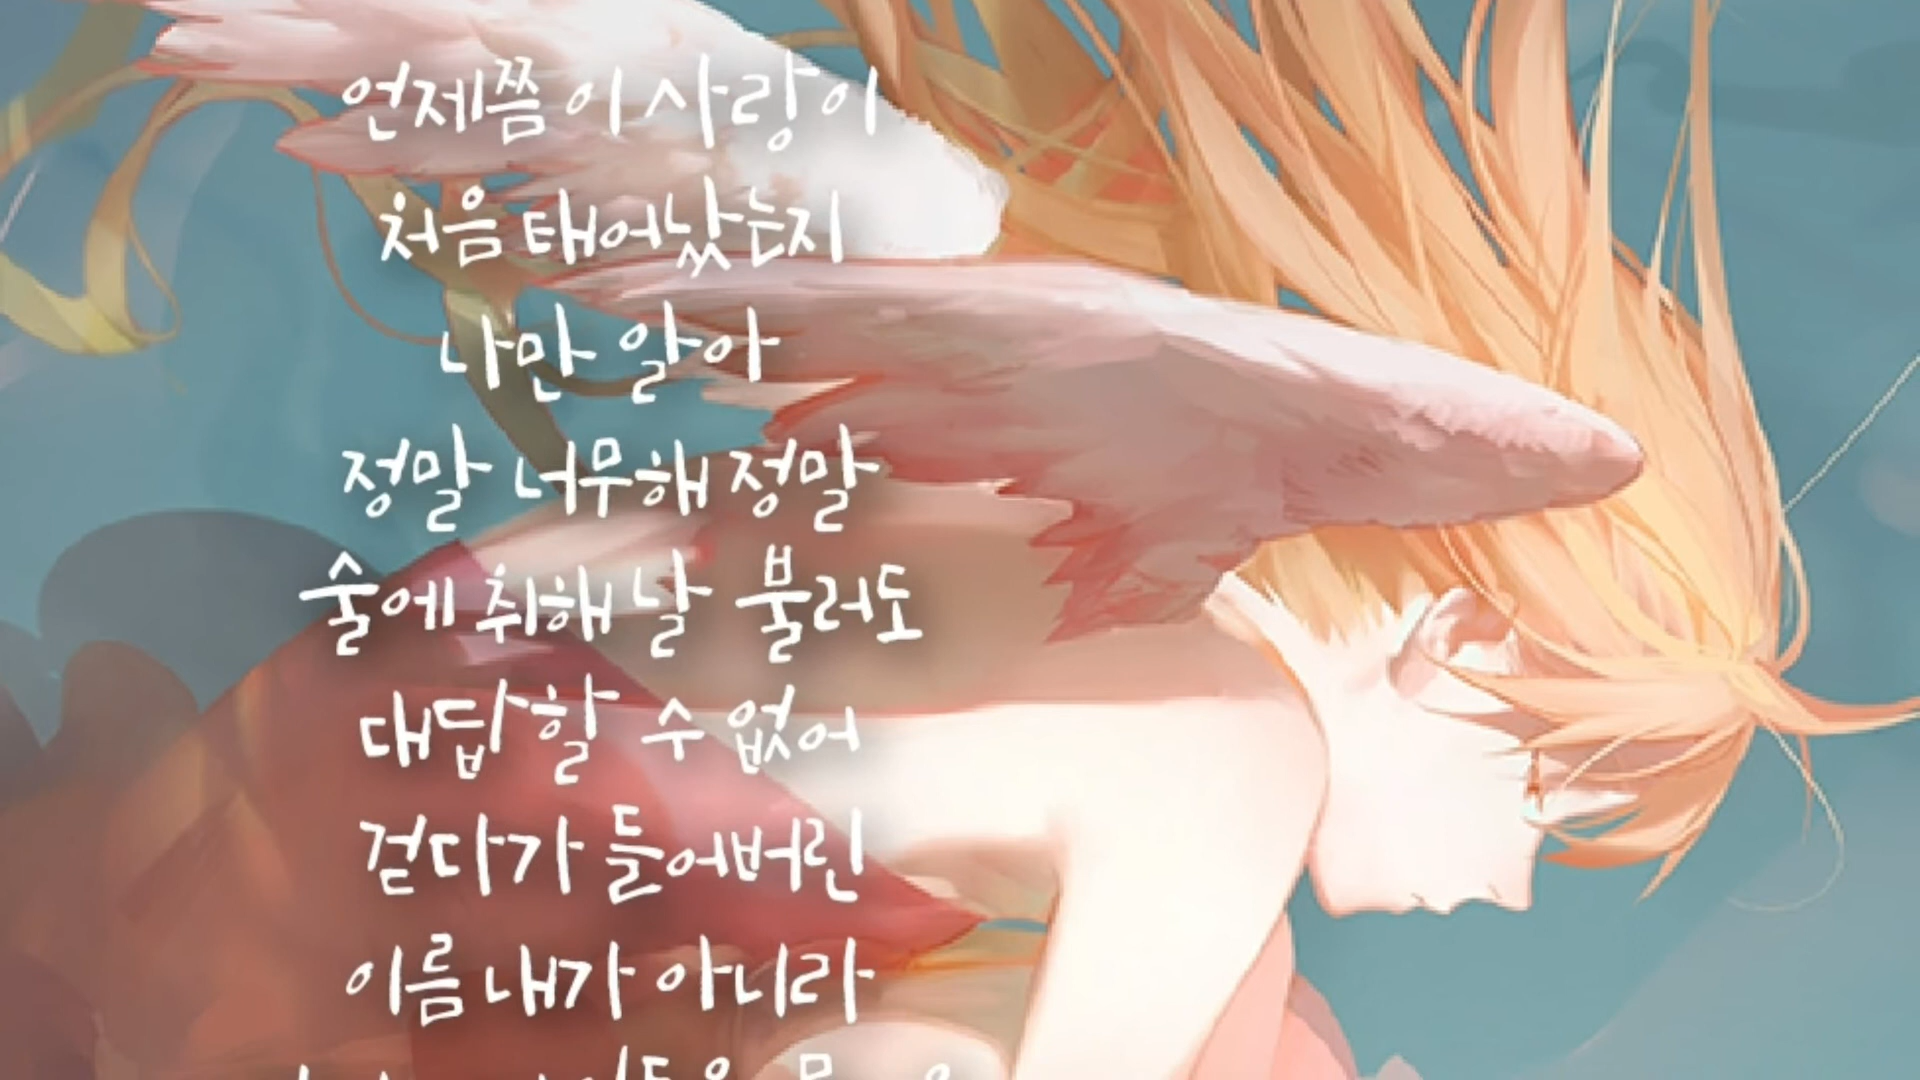 언제쯤 이 사랑이
처음 태어났는지
나만 알아
정말 너무해 정말
술에 취해 날 불러도
대답할 수 없어
걷다가 들어버린
이름 내가 아니라